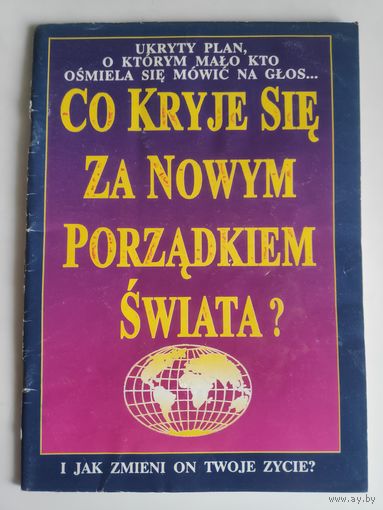 UKRYTY PLAN,
O KTÓRYM MAŁO KTO
OŚMIELA SIĘ MÓWIĆ NA GŁOS...
CO KRYJE SIĘ
ZA NOWYM
PORZĄDKIEM
ŚWIATA?
I JAK ZMIENI ON TWOJE ZYCIE?
www.ay.by